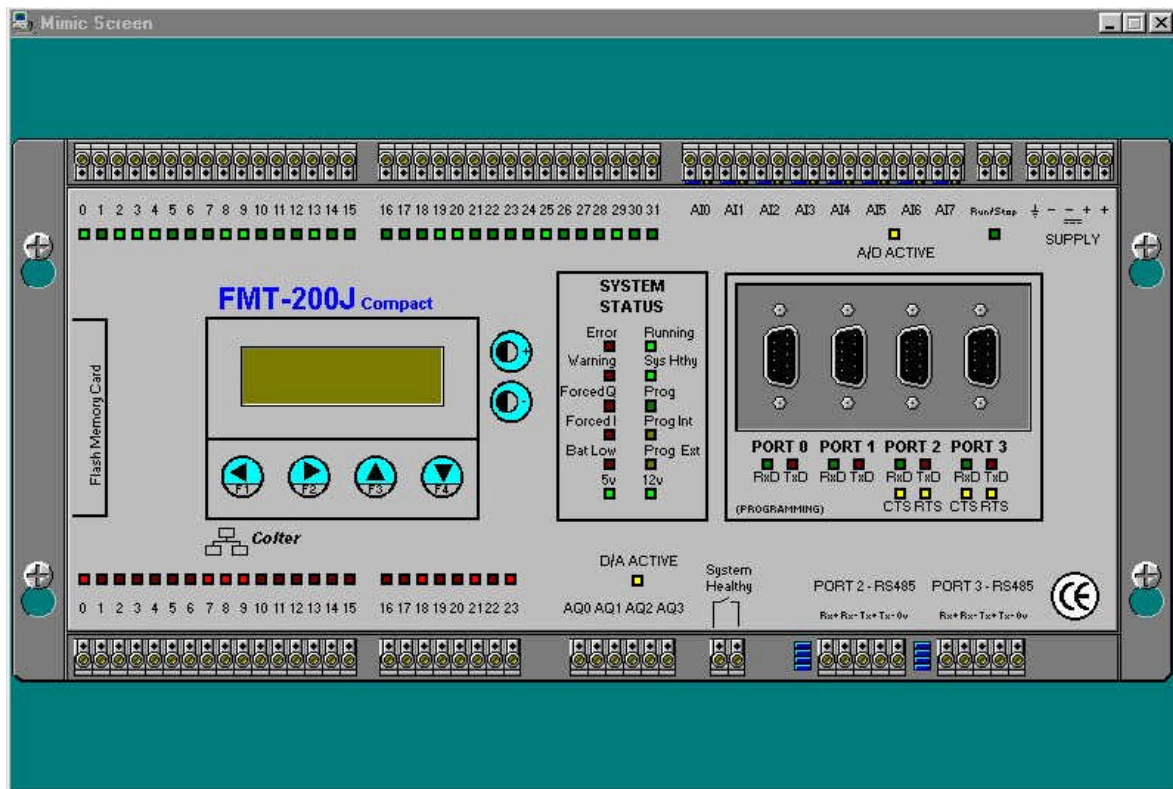 Mimic Screen
0 1 2 3 4 5 6 7 8 9 10 11 12 13 14 15 16 17 18 19 20 21 22 23 24 25 26 27 28 29 30 31 AI0 AI1 AI2 AI3 AI4 AI5 AI6 AI7 Run/Stop - - + +
A/D ACTIVE SUPPLY
FMT-200J Compact
Flash Memory Card
F1 F2 F3 F4
Colter
SYSTEM
STATUS
Error Running
Warning Sys Hthy
Forced Q Prog
Forced I Prog Int
Bat Low Prog Ext
5v 12v
PORT 0 PORT 1 PORT 2 PORT 3
RxD TxD RxD TxD RxD TxD RxD TxD
(PROGRAMMING) CTS RTS CTS RTS
D/A ACTIVE
System
Healthy
PORT 2 - RS485 PORT 3 - RS485
0 1 2 3 4 5 6 7 8 9 10 11 12 13 14 15 16 17 18 19 20 21 22 23 AQ0 AQ1 AQ2 AQ3
Rx+ Rx- Tx+ Tx- 0v Rx+ Rx- Tx+ Tx- 0v
CE